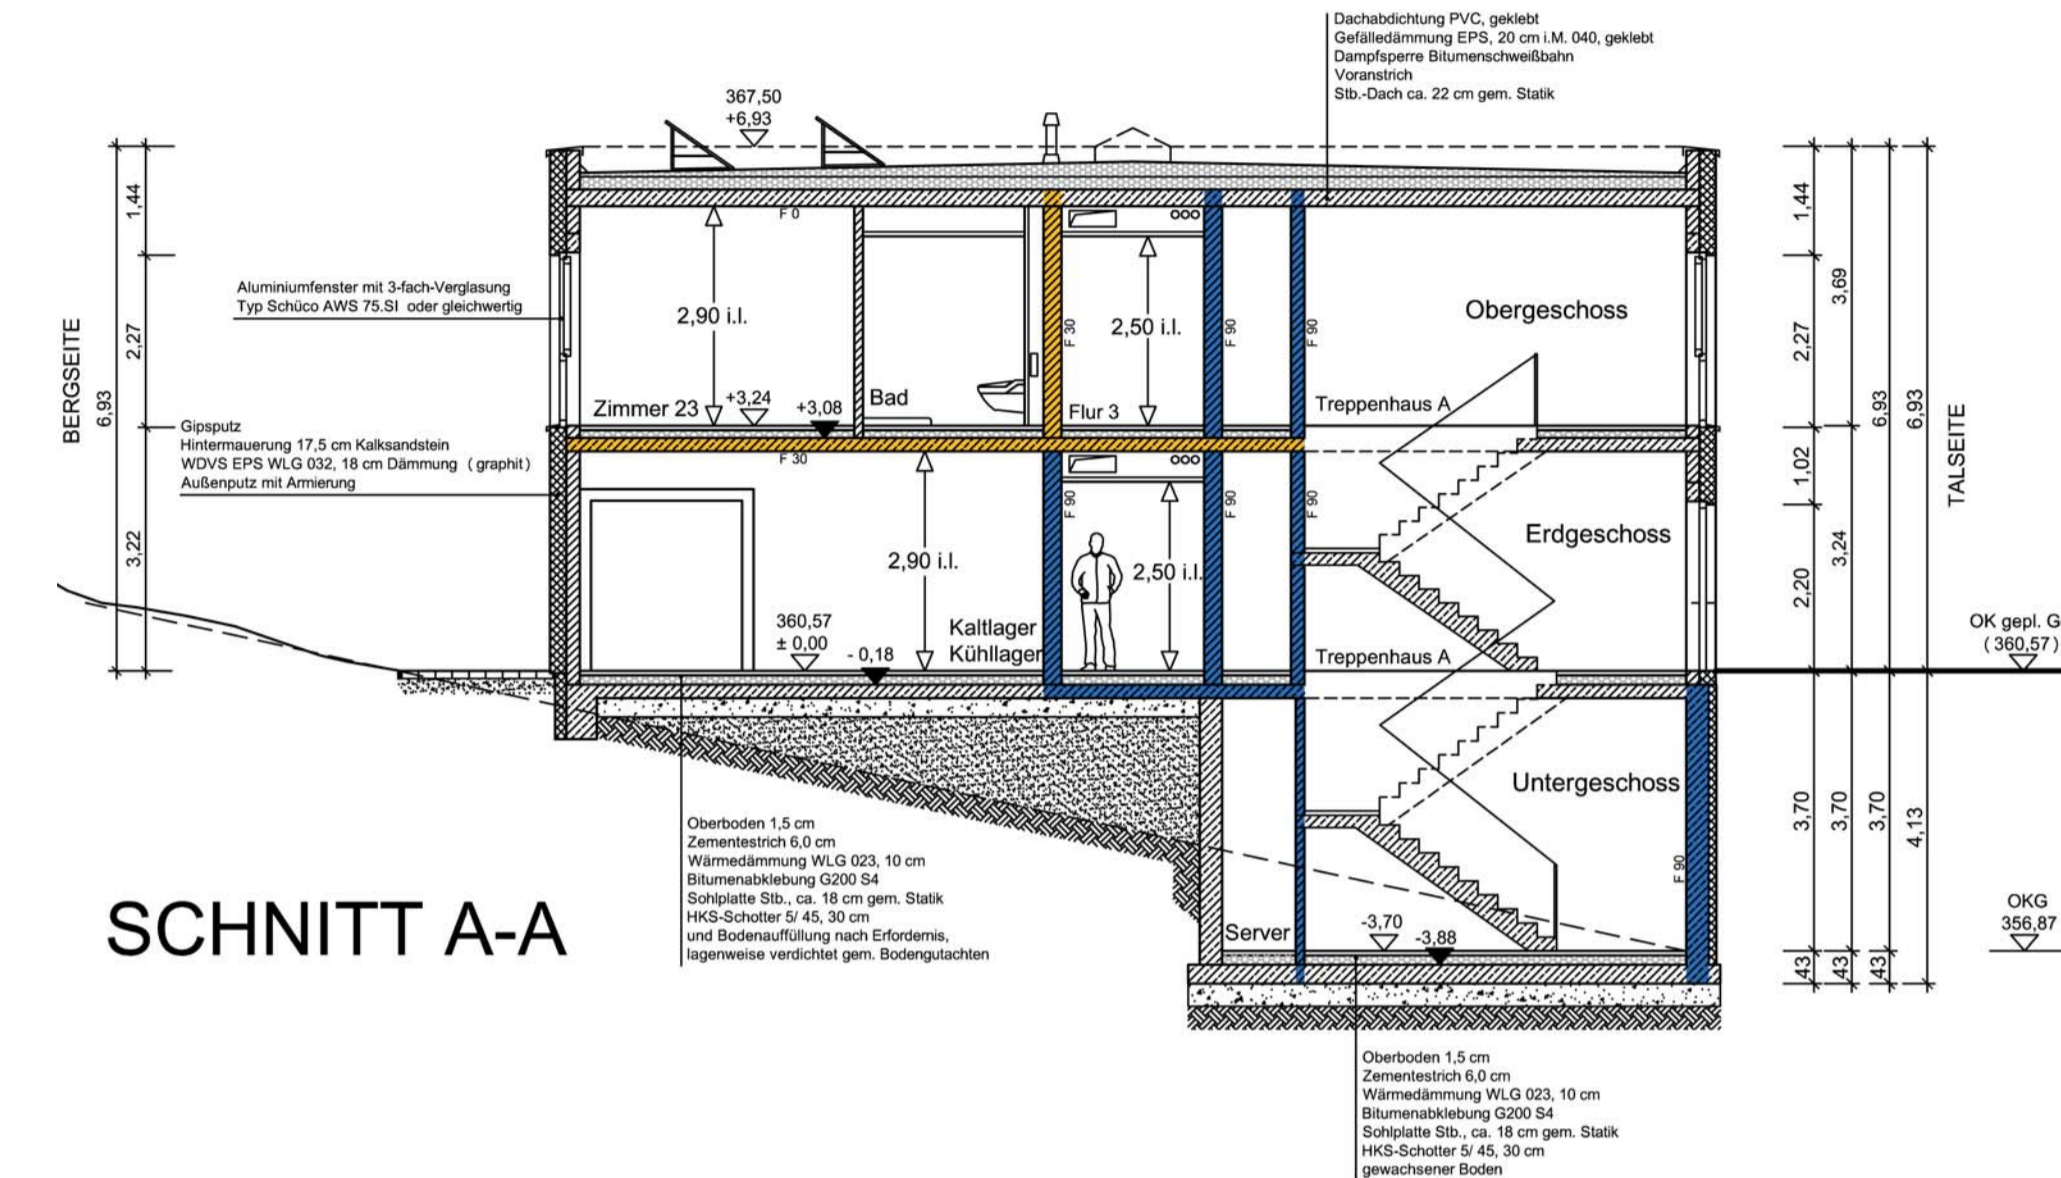 Dachabdichtung PVC, geklebt
Gefälledämmung EPS, 20 cm i.M. 040, geklebt
Dampfsperre Bitumenschweißbahn
Voranstrich
Stb.-Dach ca. 22 cm gem. Statik
367,50
+6,93
BERGSEITE
6,93
1,44
2,27
3,22
Aluminiumfenster mit 3-fach-Verglasung
Typ Schüco AWS 75.SI oder gleichwertig
Gipsputz
Hintermauerung 17,5 cm Kalksandstein
WDVS EPS WLG 032, 18 cm Dämmung ( graphit )
Außenputz mit Armierung
F 0
2,90 i.l.
Zimmer 23
+3,24
+3,08
Bad
F 30
2,50 i.l.
Flur 3
F 90
F 90
Obergeschoss
Treppenhaus A
F 30
2,90 i.l.
360,57
± 0,00
- 0,18
Kaltlager
Kühllager
F 90
2,50 i.l.
F 90
F 90
Erdgeschoss
Treppenhaus A
Untergeschoss
F 90
Server
-3,70
-3,88
1,44
2,27
1,02
2,20
3,70
43
3,69
3,24
3,70
43
6,93
3,70
43
6,93
4,13
TALSEITE
OK gepl. G
( 360,57 )
OKG
356,87
SCHNITT A-A
Oberboden 1,5 cm
Zementestrich 6,0 cm
Wärmedämmung WLG 023, 10 cm
Bitumenabklebung G200 S4
Sohlplatte Stb., ca. 18 cm gem. Statik
HKS-Schotter 5/ 45, 30 cm
und Bodenauffüllung nach Erfordernis,
lagenweise verdichtet gem. Bodengutachten
Oberboden 1,5 cm
Zementestrich 6,0 cm
Wärmedämmung WLG 023, 10 cm
Bitumenabklebung G200 S4
Sohlplatte Stb., ca. 18 cm gem. Statik
HKS-Schotter 5/ 45, 30 cm
gewachsener Boden